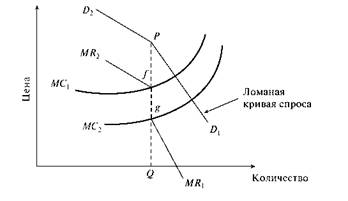 D₂
P
MR₂
f
MC₁
Цена
Ломаная
кривая спроса
g
MC₂
D₁
Q
MR₁
Количество